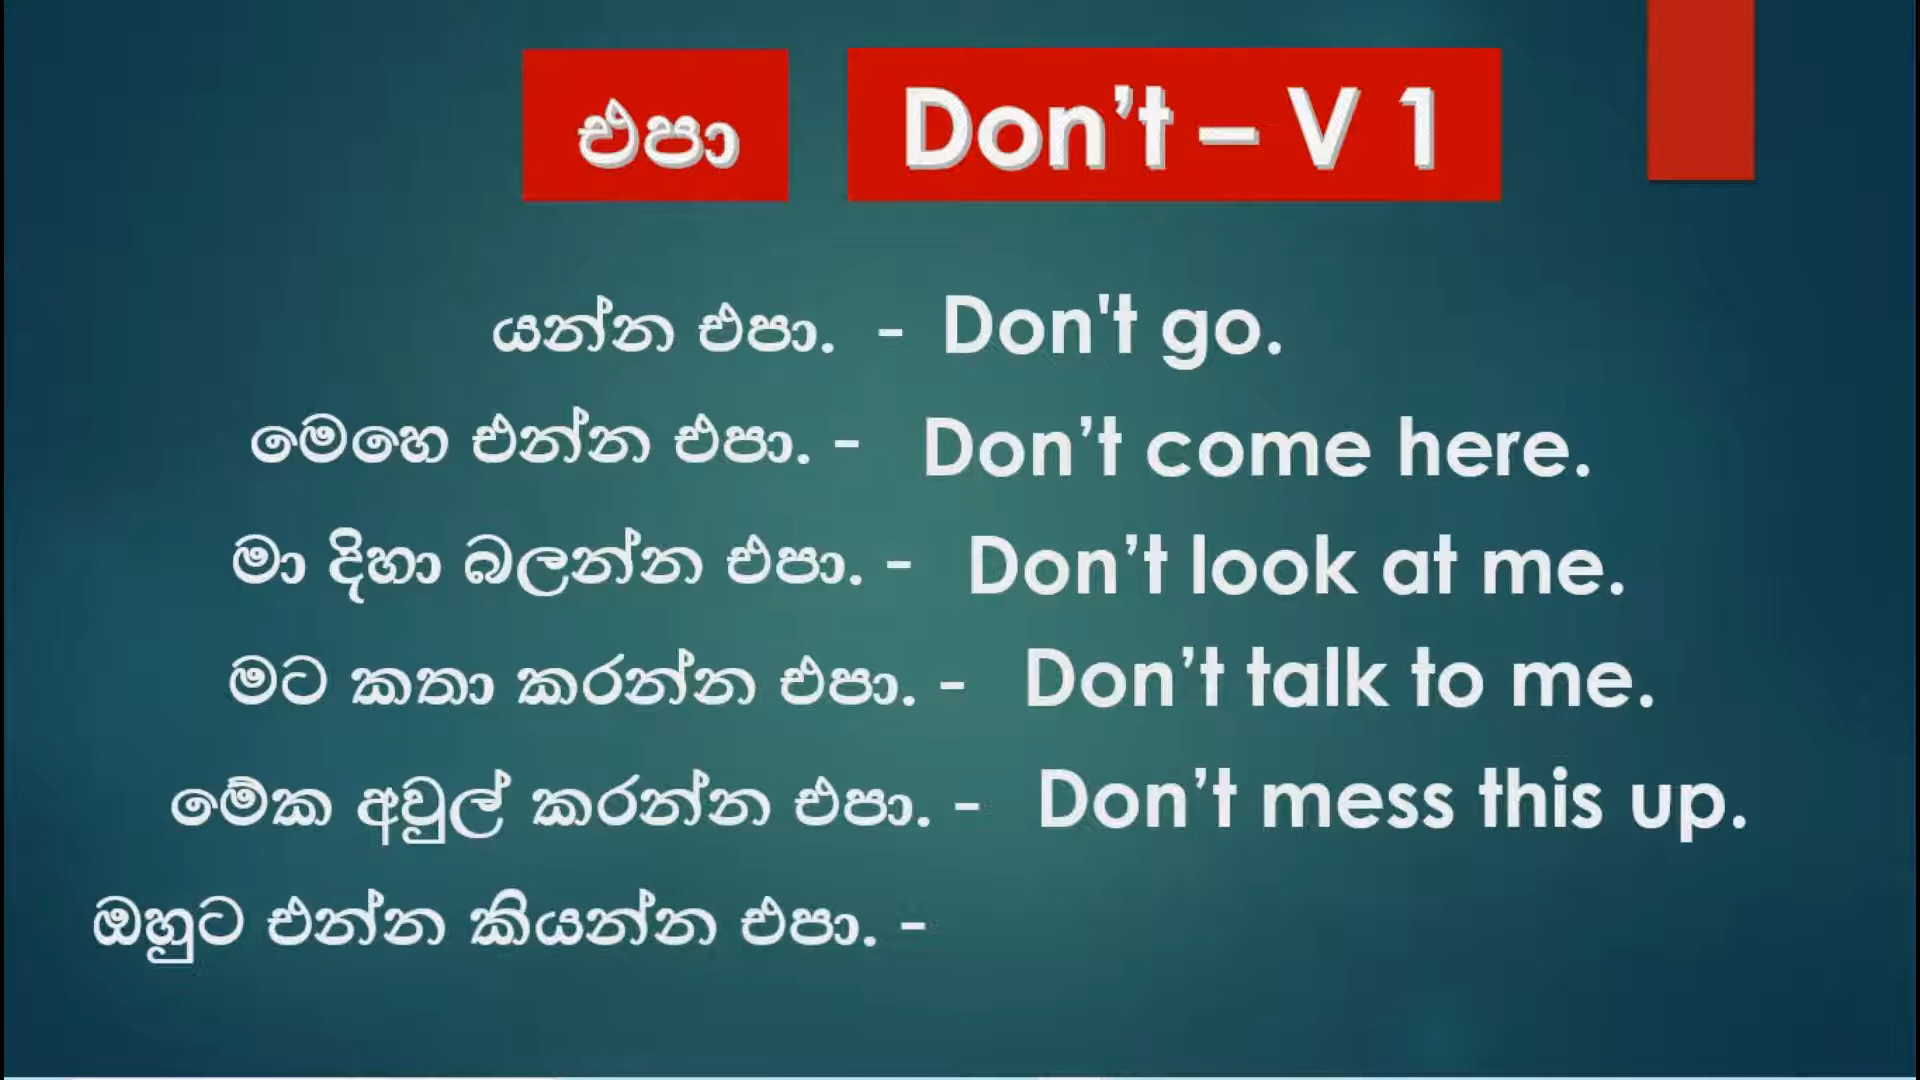 එපා Don’t – V 1
යන්න එපා. - Don't go.
මෙහෙ එන්න එපා. - Don’t come here.
මා දිහා බලන්න එපා. - Don’t look at me.
මට කතා කරන්න එපා. - Don’t talk to me.
මේක අවුල් කරන්න එපා. - Don’t mess this up.
ඔහුට එන්න කියන්න එපා. -